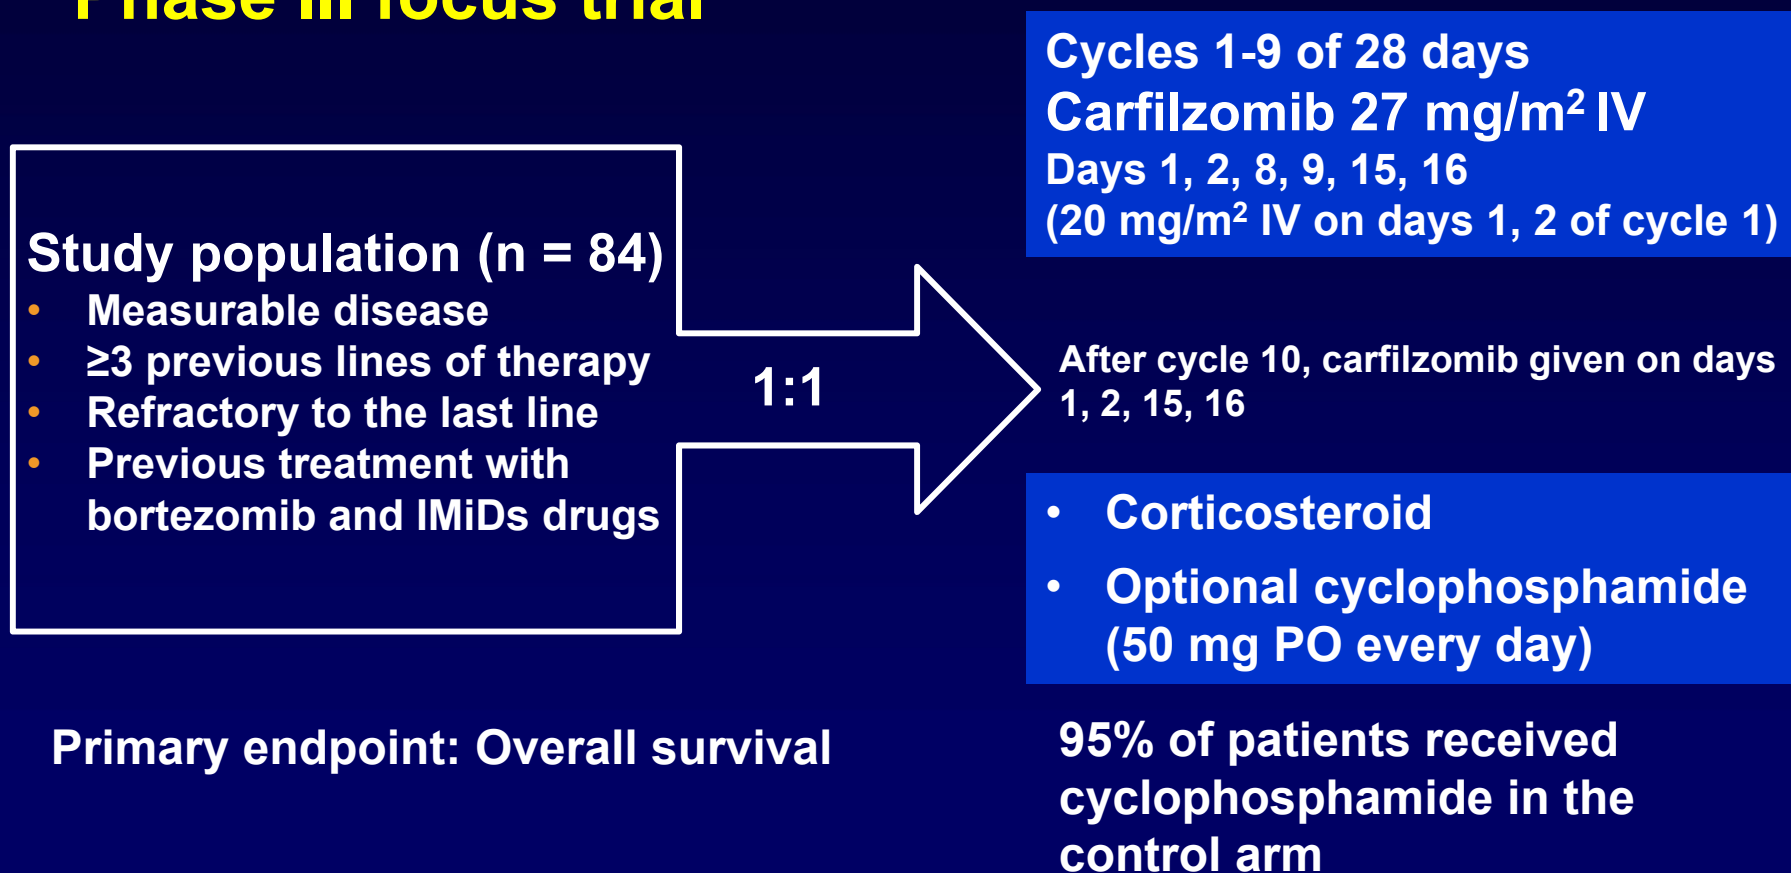 Phase III focus trial
Cycles 1-9 of 28 days
Carfilzomib 27 mg/m² IV
Days 1, 2, 8, 9, 15, 16
(20 mg/m² IV on days 1, 2 of cycle 1)
Study population (n = 84)
• Measurable disease
• ≥3 previous lines of therapy
• Refractory to the last line
• Previous treatment with
bortezomib and IMiDs drugs
1:1
After cycle 10, carfilzomib given on days
1, 2, 15, 16
• Corticosteroid
• Optional cyclophosphamide
(50 mg PO every day)
Primary endpoint: Overall survival
95% of patients received
cyclophosphamide in the
control arm